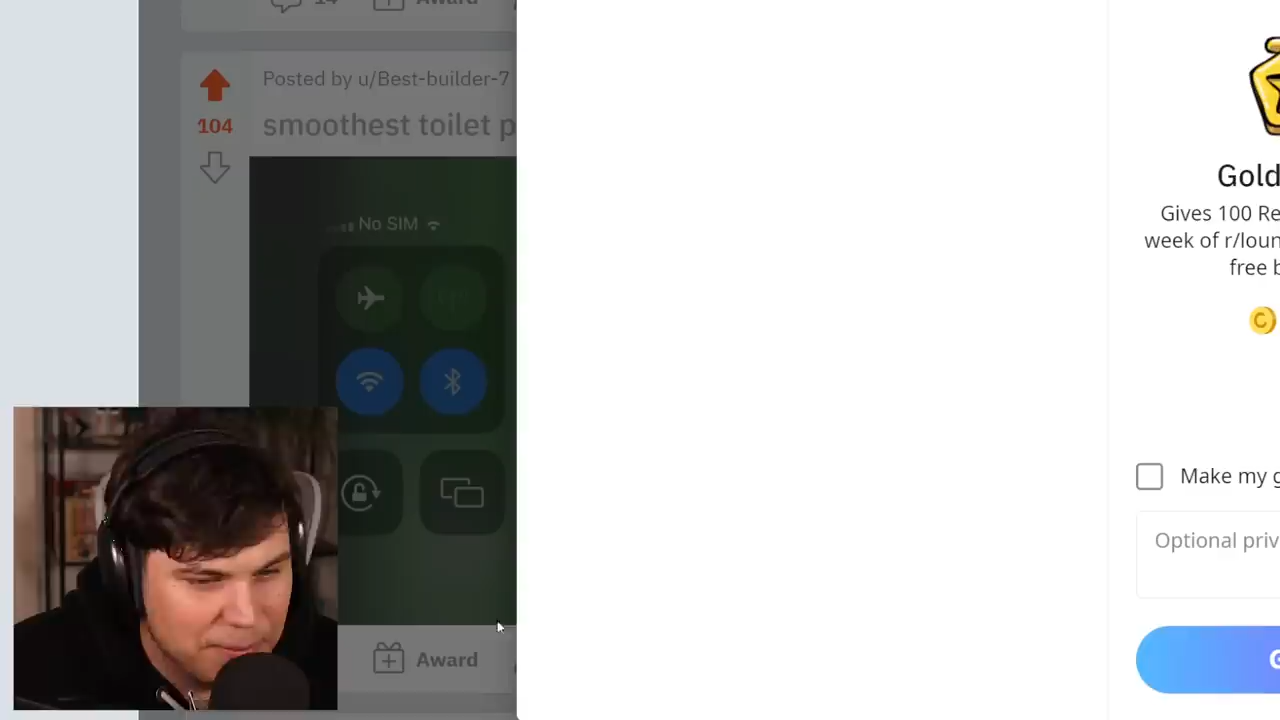 14
Award
Posted by u/Best-builder-7
104
smoothest toilet p
No SIM
Award
Gold
Gives 100 Re
week of r/loun
free b
C
Make my g
Optional priv
G